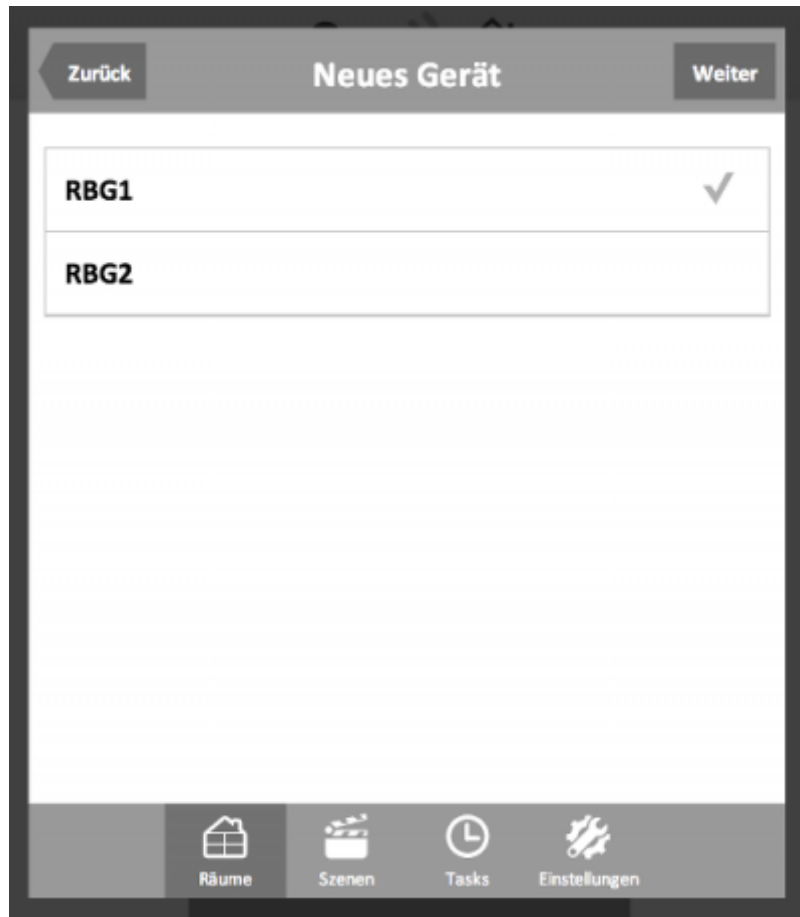 Zurück
Neues Gerät
Weiter
RBG1
RBG2
Räume
Szenen
Tasks
Einstellungen